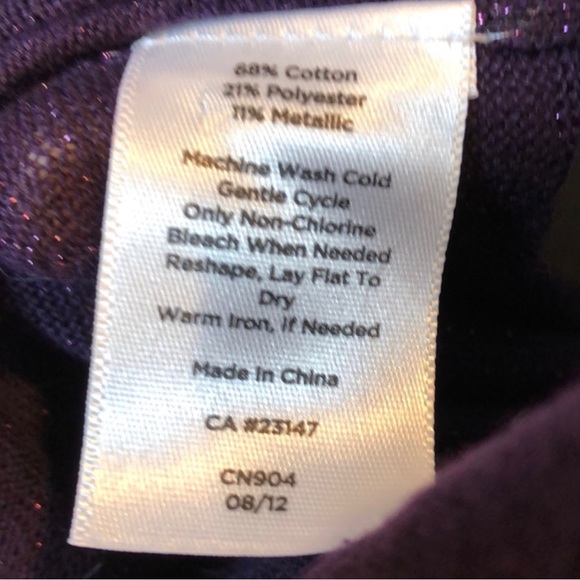 68% Cotton
21% Polyester
11% Metallic
Machine Wash Cold
Gentle Cycle
Only Non-Chlorine
Bleach When Needed
Reshape, Lay Flat To
Dry
Warm Iron, If Needed
Made In China
CA #23147
CN904
08/12